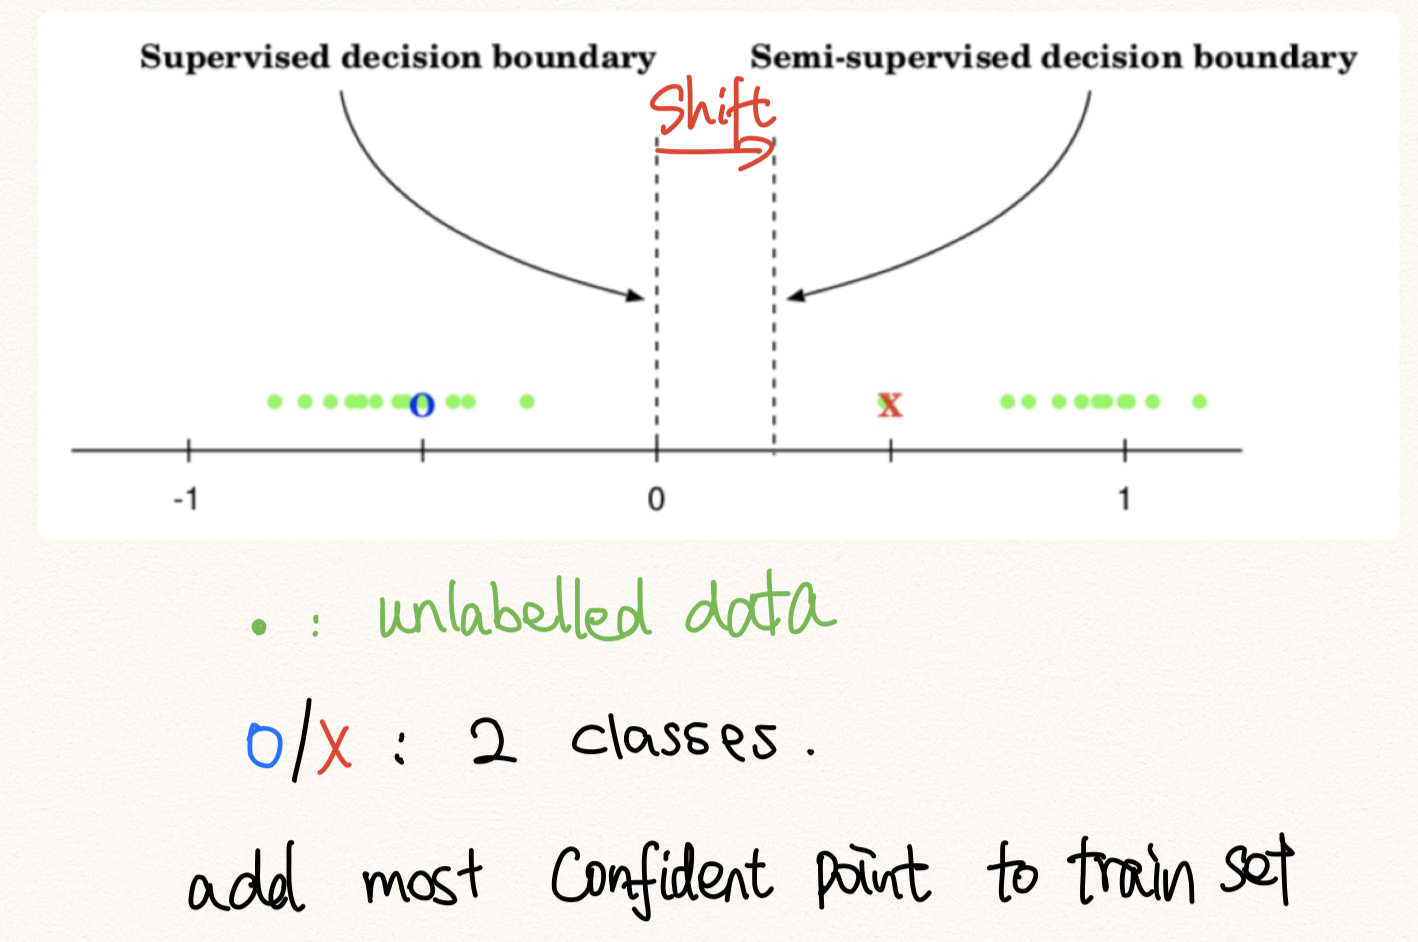 Supervised decision boundary Semi-supervised decision boundary
Shift
O X
-1 0 1
• : unlabelled data
O/X : 2 classes.
add most Confident point to train set